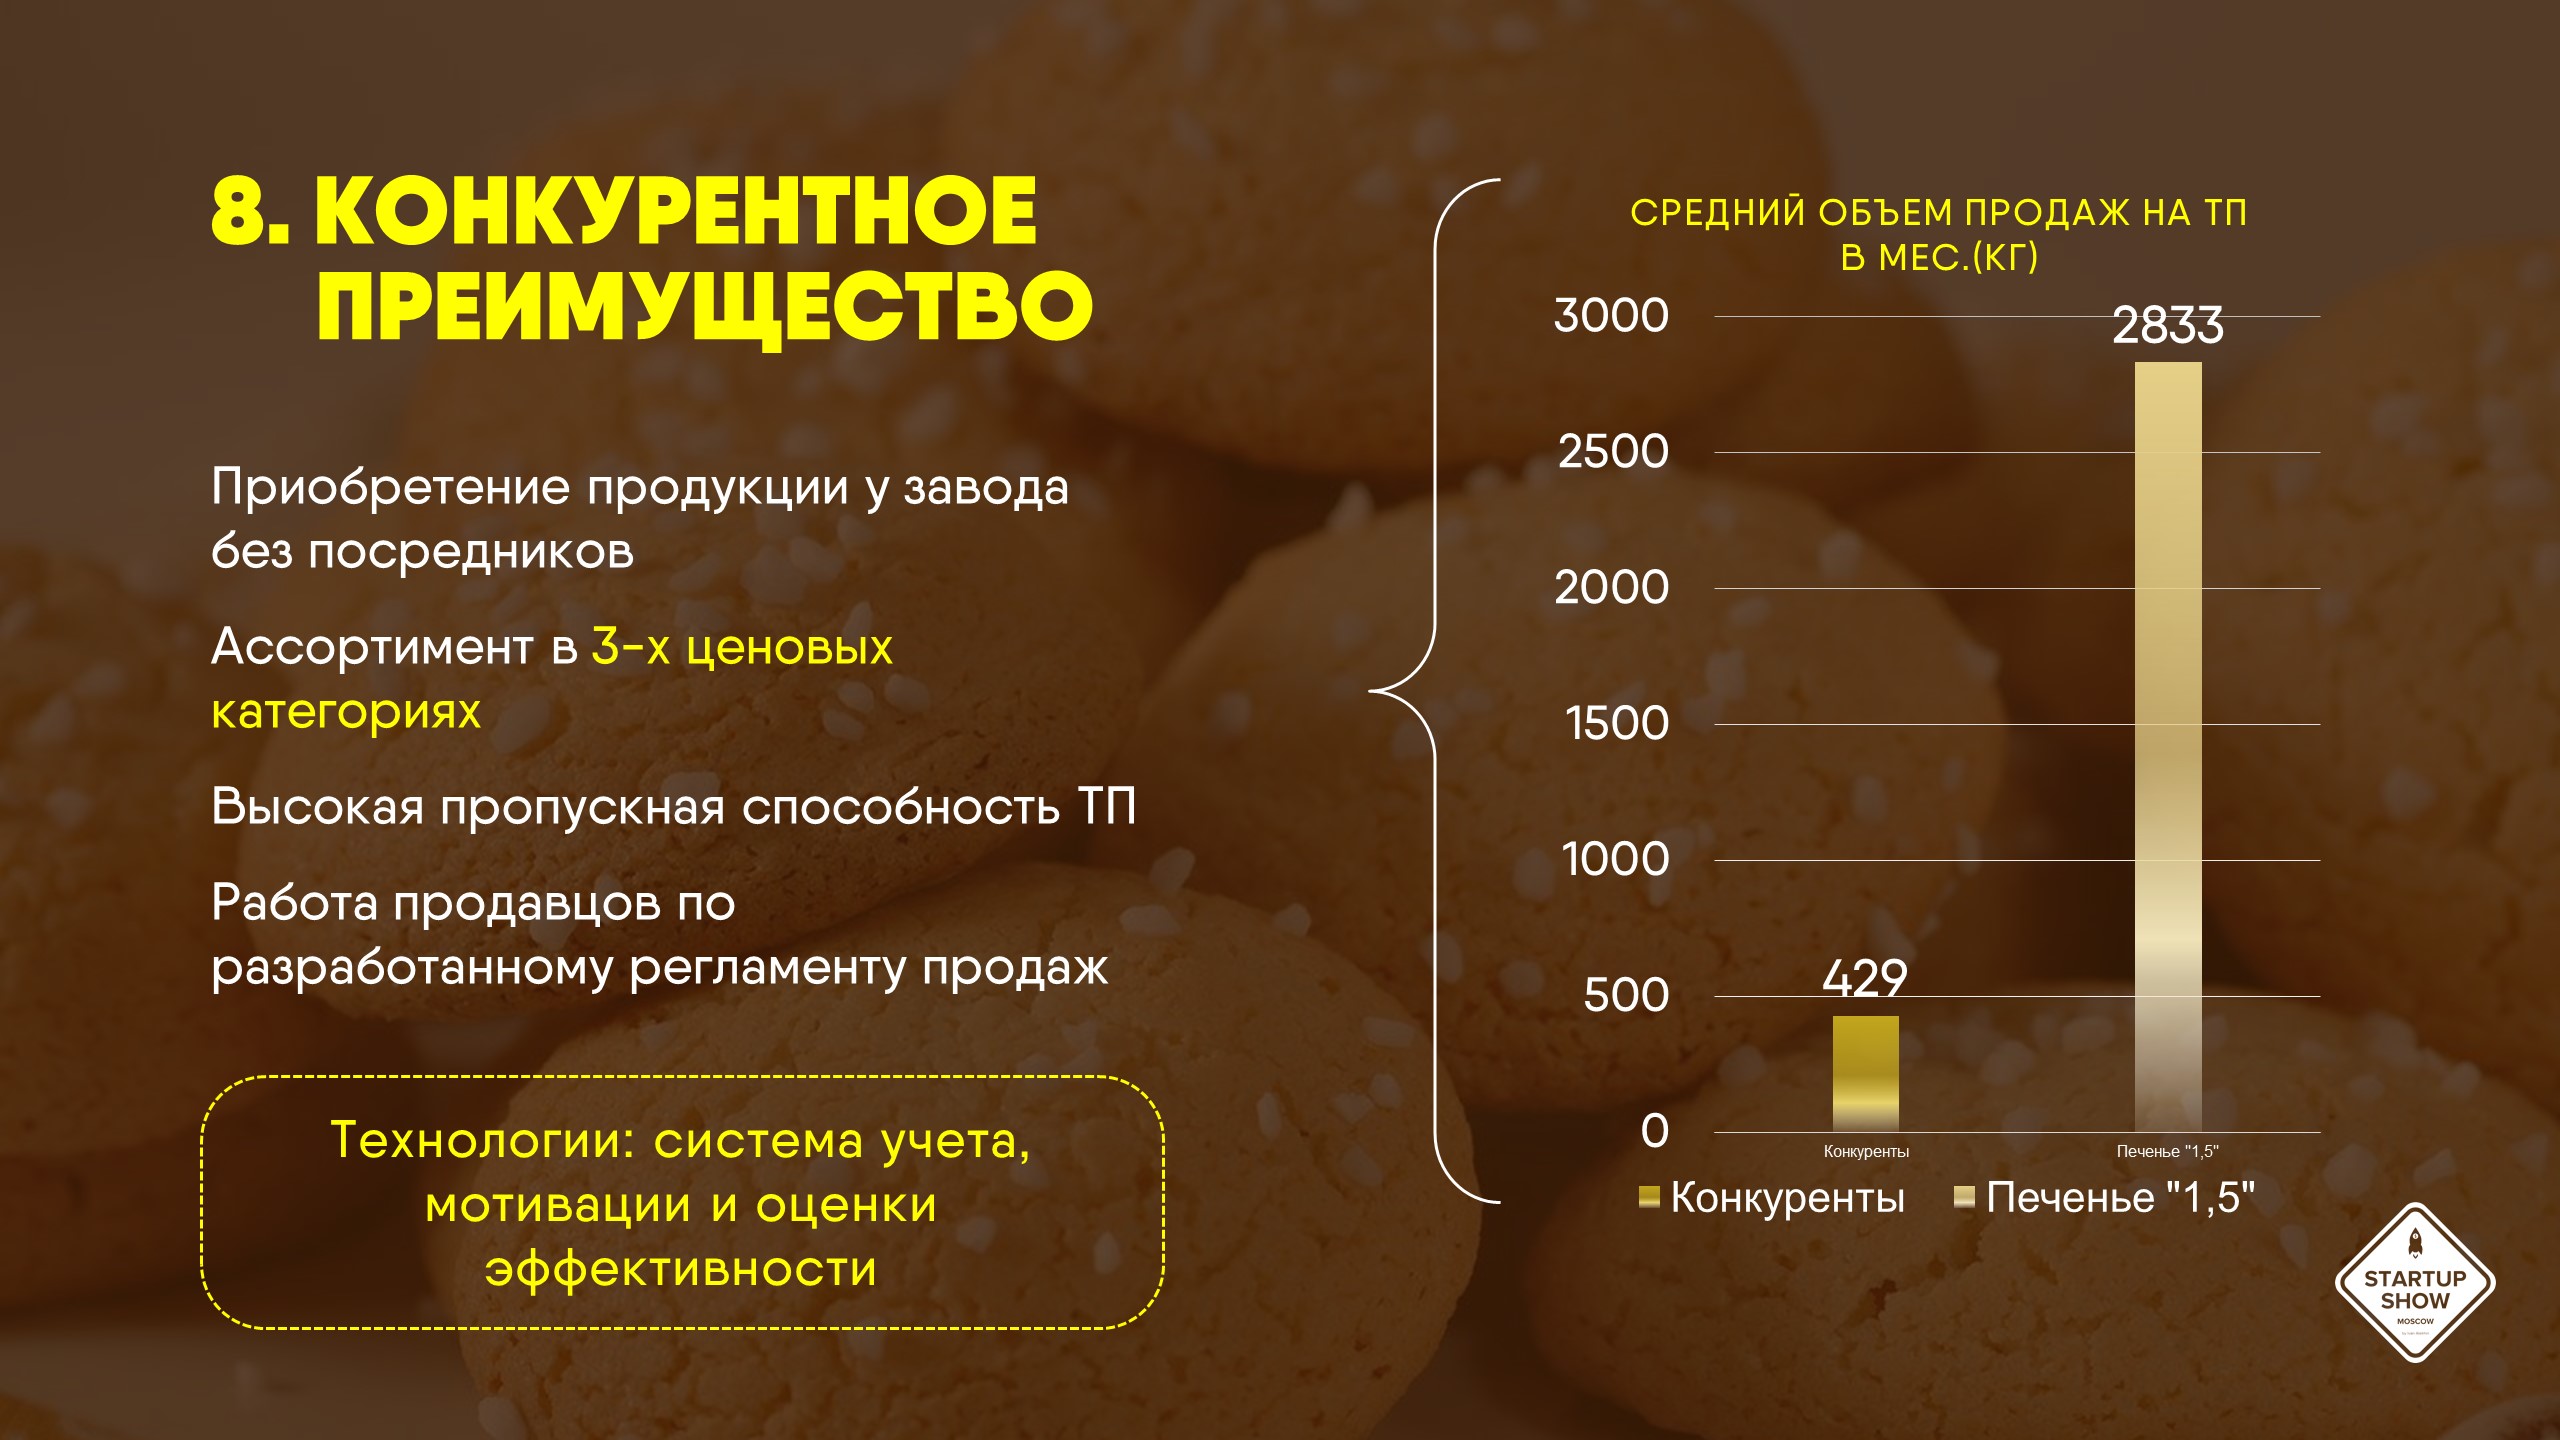 8. КОНКУРЕНТНОЕ
ПРЕИМУЩЕСТВО
Приобретение продукции у завода
без посредников
Ассортимент в 3-х ценовых
категориях
Высокая пропускная способность ТП
Работа продавцов по
разработанному регламенту продаж
Технологии: система учета,
мотивации и оценки
эффективности
СРЕДНИЙ ОБЪЕМ ПРОДАЖ НА ТП
В МЕС.(КГ)
3000
2833
2500
2000
1500
1000
429
500
0
Конкуренты
Печенье "1,5"
Конкуренты
Печенье "1,5"
STARTUP
SHOW
MOSCOW